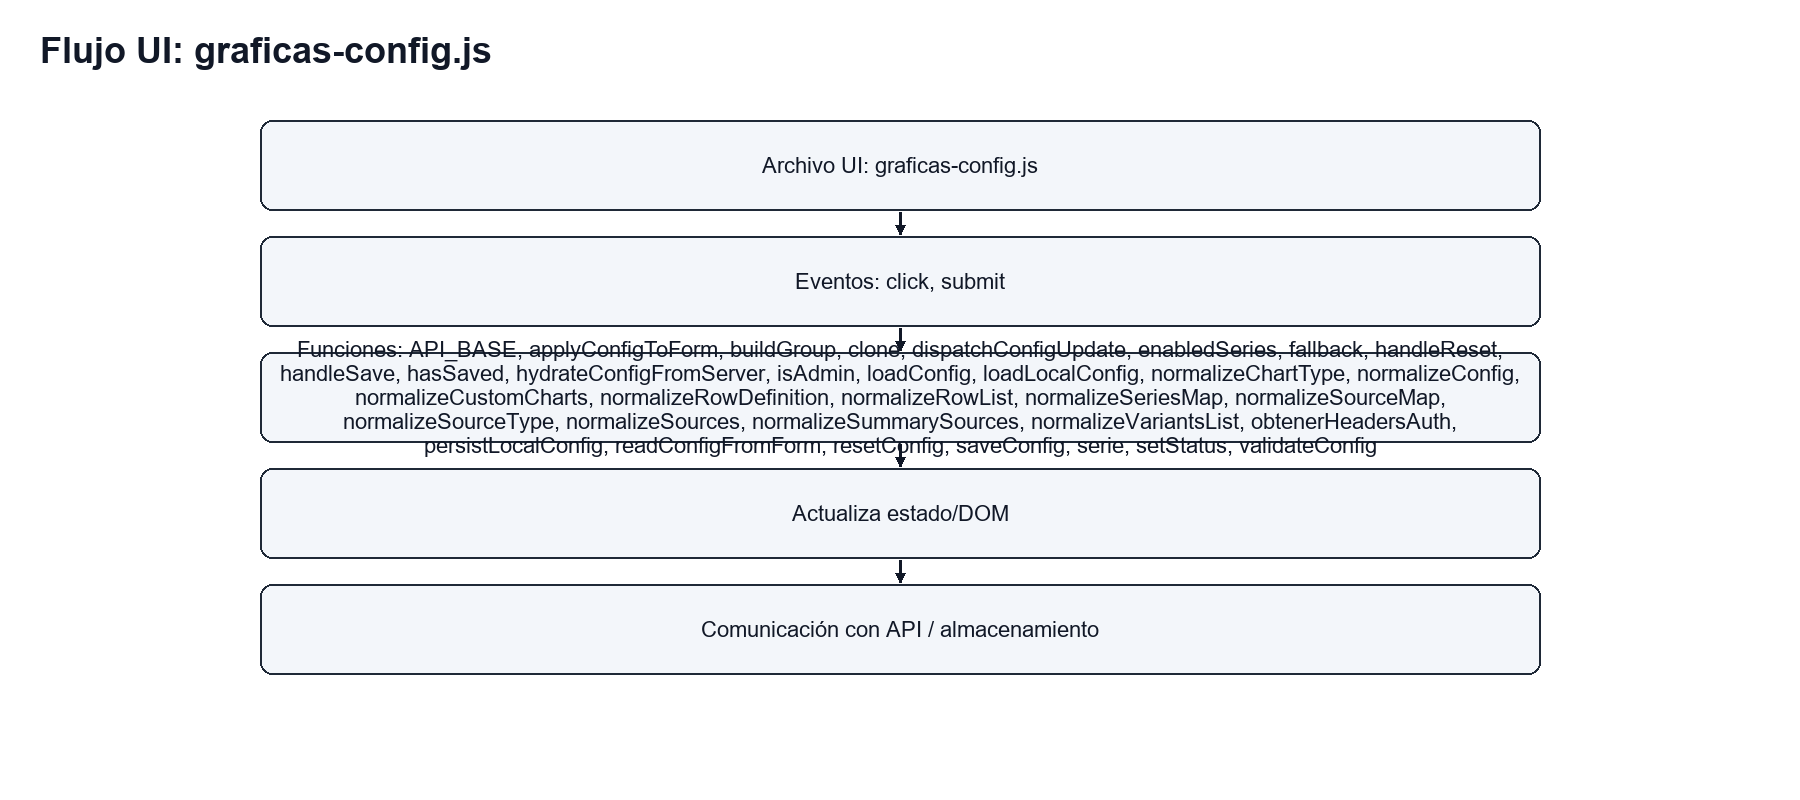 Flujo UI: graficas-config.js
Archivo UI: graficas-config.js
Eventos: click, submit
Funciones: API_BASE, applyConfigToForm, buildGroup, clone, dispatchConfigUpdate, enabledSeries, fallback, handleReset,
handleSave, hasSaved, hydrateConfigFromServer, isAdmin, loadConfig, loadLocalConfig, normalizeChartType, normalizeConfig,
normalizeCustomCharts, normalizeRowDefinition, normalizeRowList, normalizeSeriesMap, normalizeSourceMap,
normalizeSourceType, normalizeSources, normalizeSummarySources, normalizeVariantsList, obtenerHeadersAuth,
persistLocalConfig, readConfigFromForm, resetConfig, saveConfig, serie, setStatus, validateConfig
Actualiza estado/DOM
Comunicación con API / almacenamiento